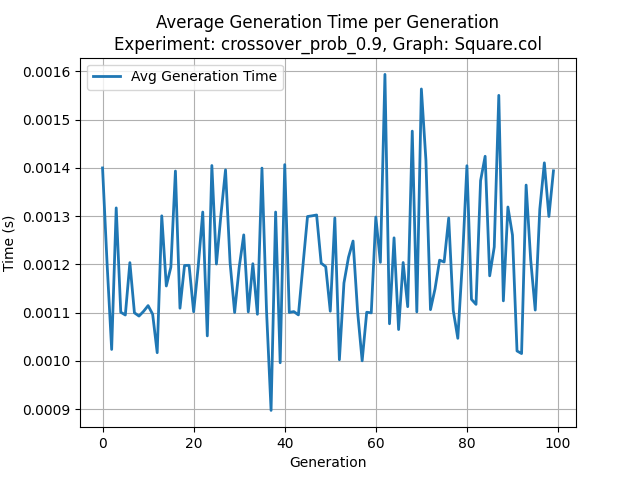 Average Generation Time per Generation
Experiment: crossover_prob_0.9, Graph: Square.col
Avg Generation Time
Time (s)
0.0016
0.0015
0.0014
0.0013
0.0012
0.0011
0.0010
0.0009
0 20 40 60 80 100
Generation